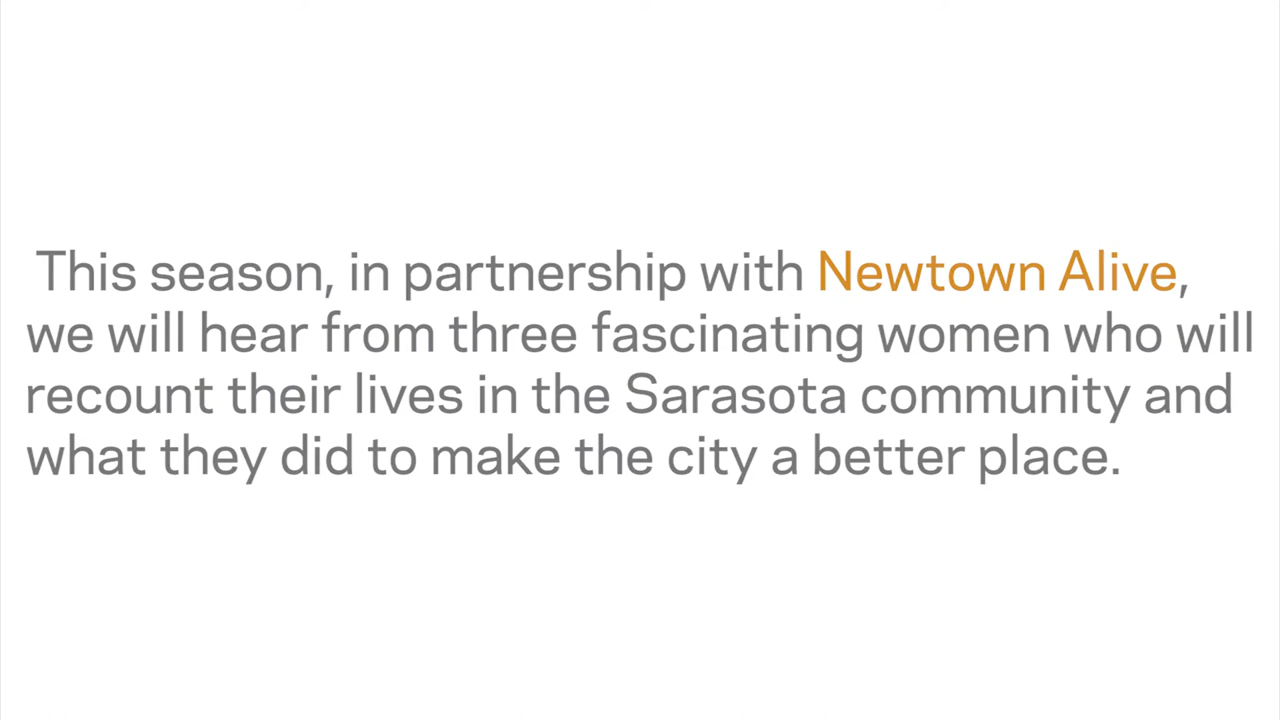 This season, in partnership with Newtown Alive,
we will hear from three fascinating women who will
recount their lives in the Sarasota community and
what they did to make the city a better place.